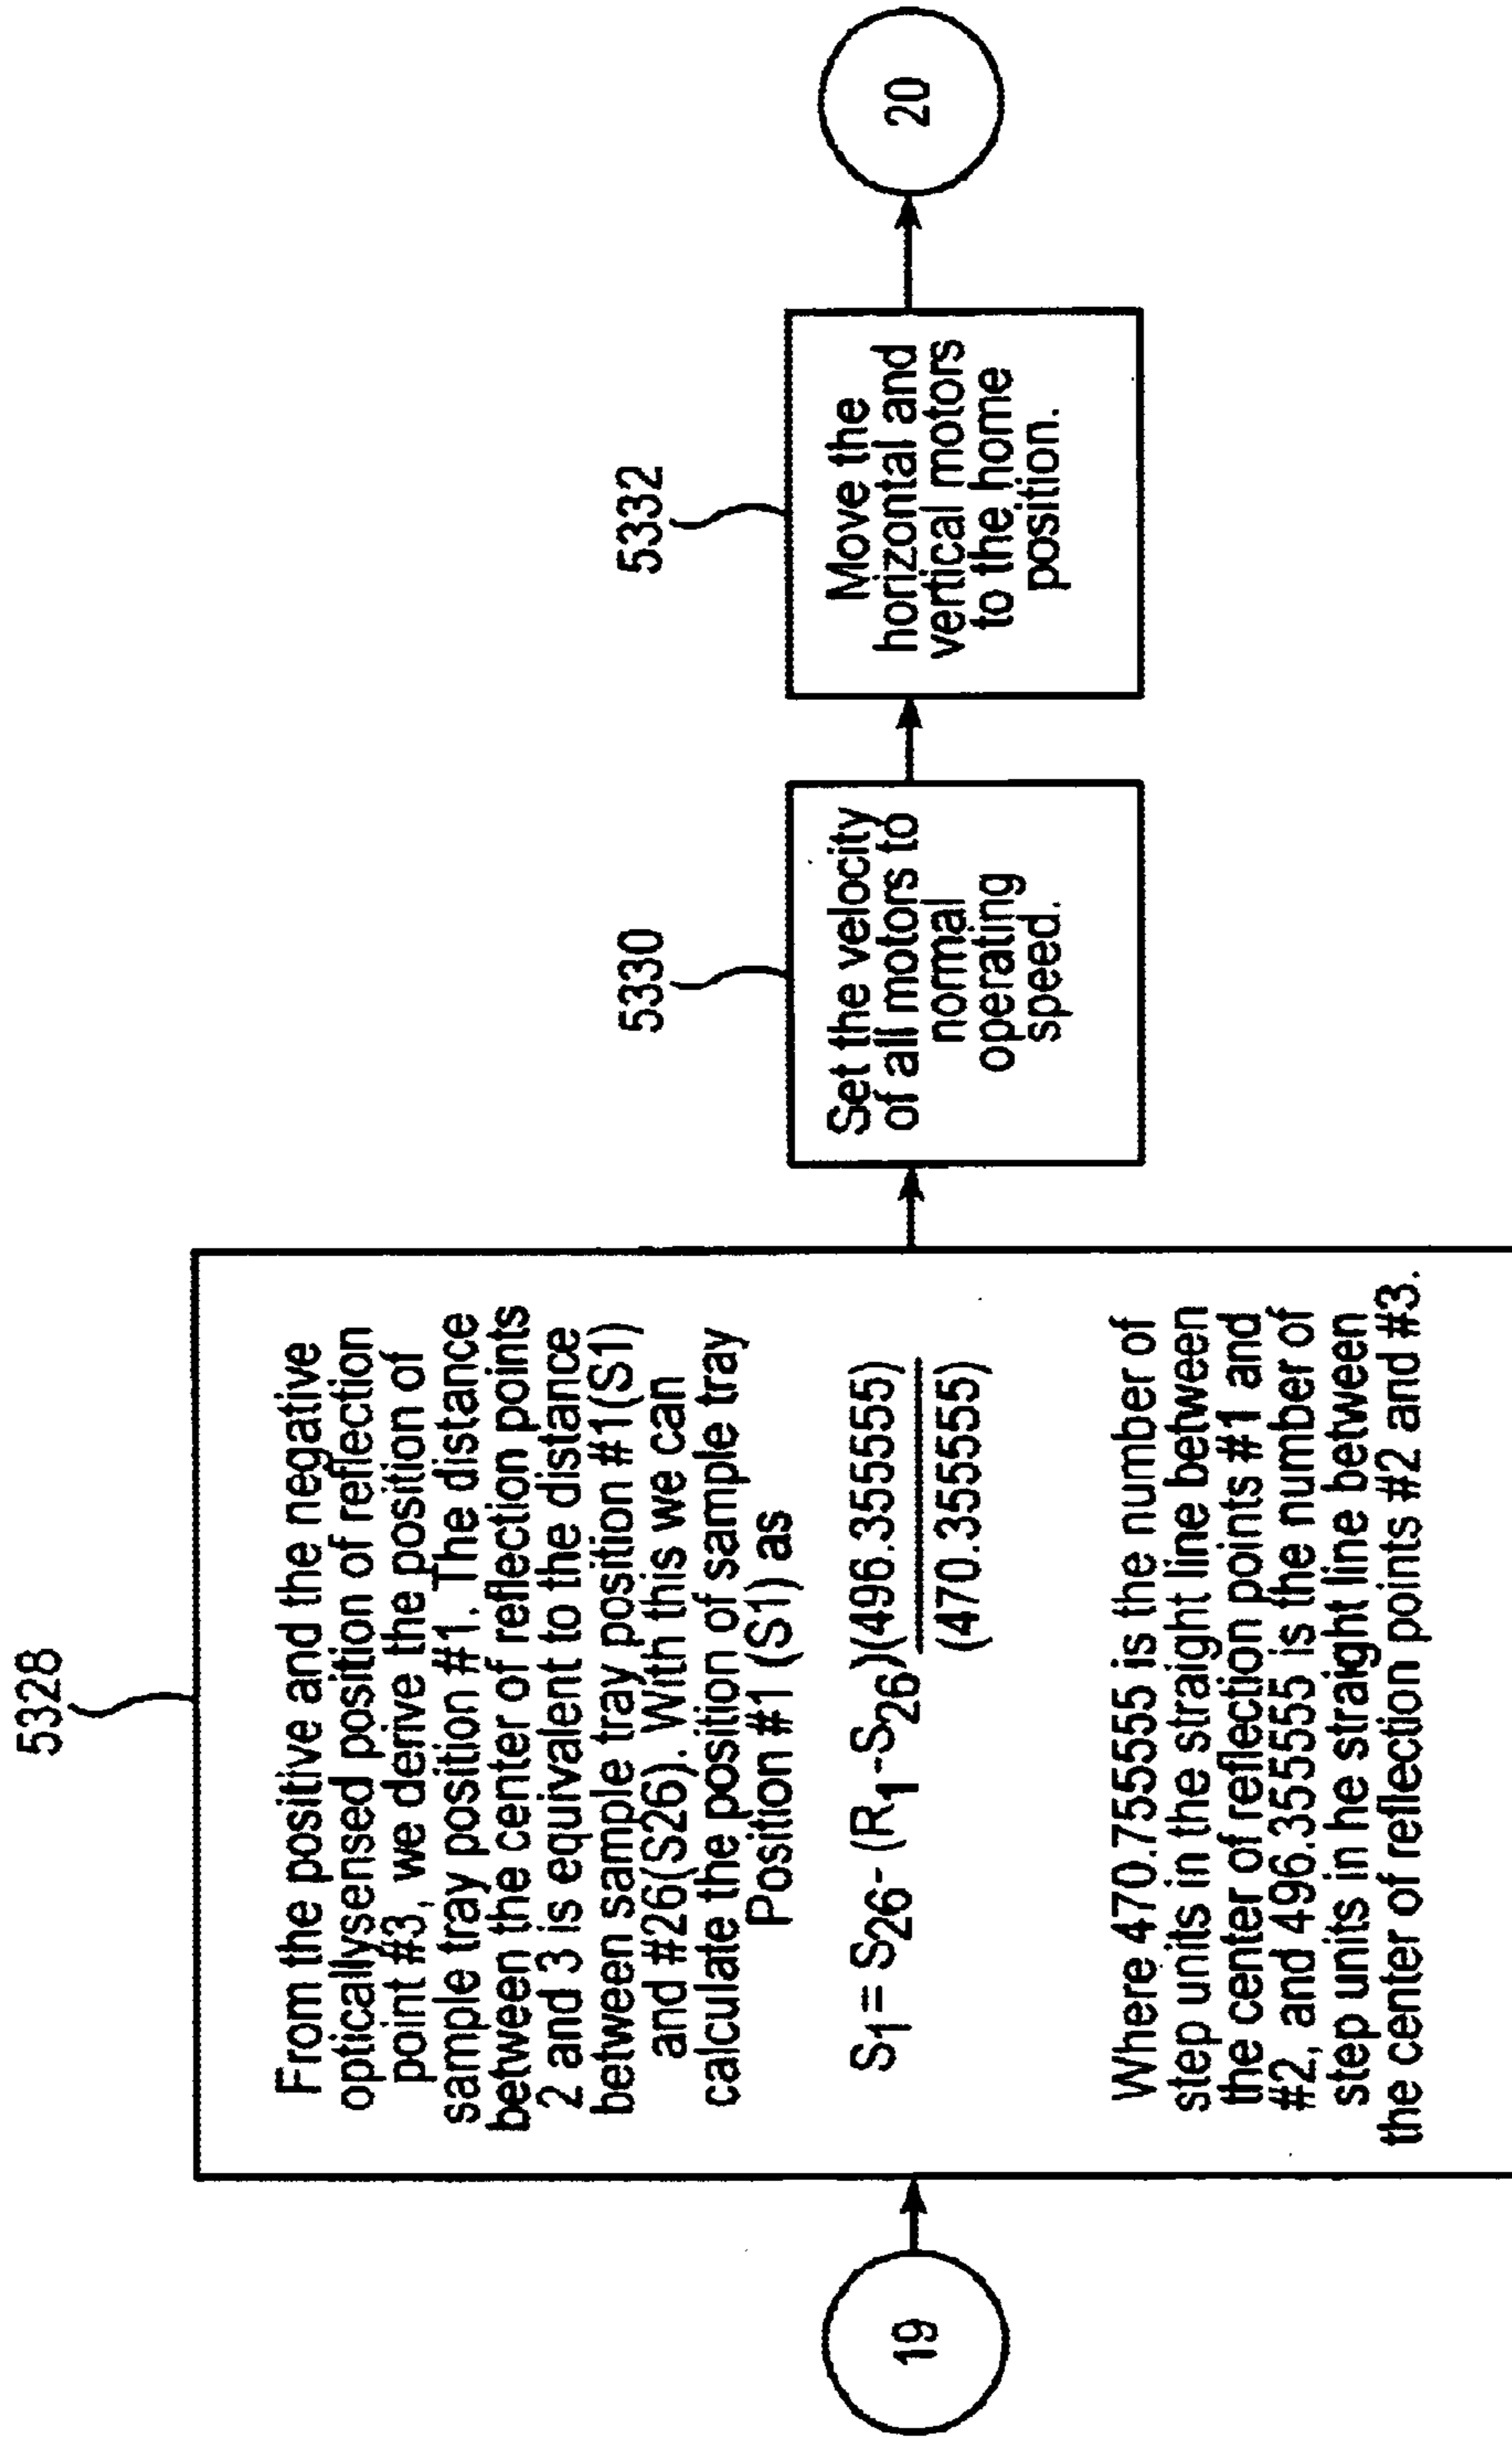 19
5328
From the positive and the negative
opticallysensed position of reflection
point #3, we derive the position of
sample tray position #1. The distance
between the center of reflection points
2 and 3 is equivalent to the distance
between sample tray position #1(S1)
and #26(S26). With this we can
calculate the position of sample tray
Position #1 (S1) as
S1= S26- (R1-S26)(496.355555)
(470.355555)
Where 470.755555 is the number of
step units in the straight line between
the center of reflection points #1 and
#2, and 496.355555 is the number of
step units in he straight line between
the center of reflection points #2 and #3.
5330
Set the velocity
of all motors to
normal
operating
speed.
5332
Move the
horizontal and
vertical motors
to the home
position.
20